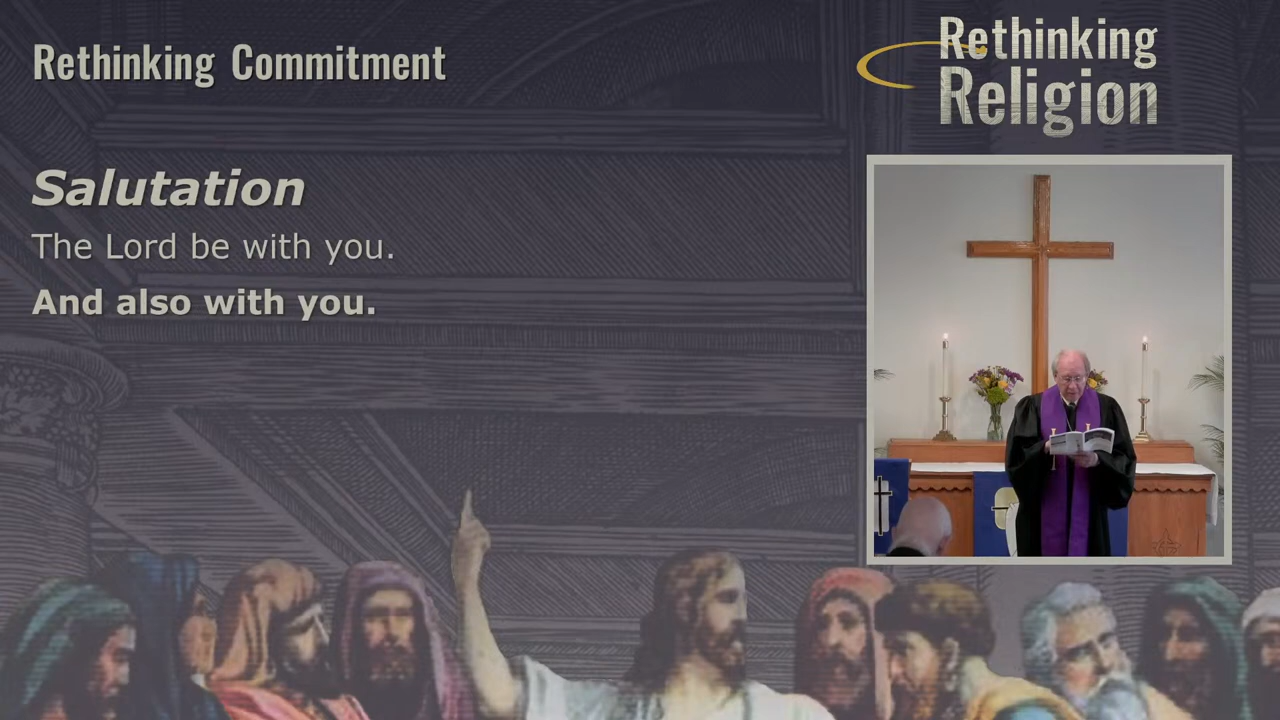 Rethinking Commitment
Rethinking
Religion
Salutation
The Lord be with you.
And also with you.